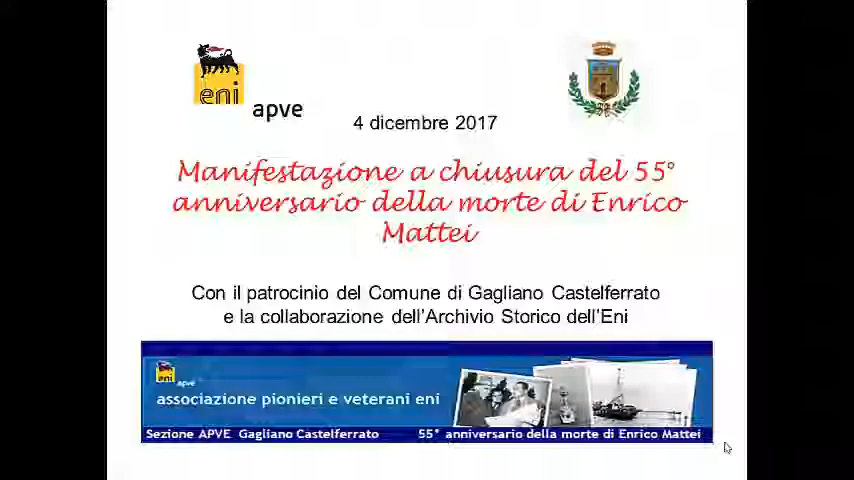 eni
apve
4 dicembre 2017
Manifestazione a chiusura del 55°
anniversario della morte di Enrico
Mattei
Con il patrocinio del Comune di Gagliano Castelferrato
e la collaborazione dell'Archivio Storico dell'Eni
eni
apve
associazione pionieri e veterani eni
Sezione APVE Gagliano Castelferrato
55° anniversario della morte di Enrico Mattei